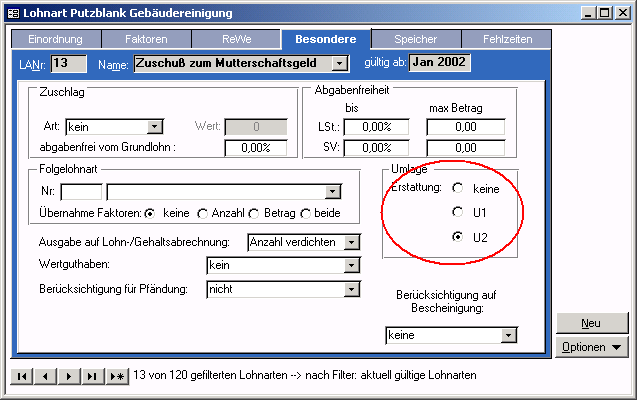 Lohnart Putzblank Gebäudereinigung
Einordnung Faktoren ReWe Besondere Speicher Fehlzeiten
LANr: 13 Name: Zuschuß zum Mutterschaftsgeld gültig ab: Jan 2002
Zuschlag
Art: kein Wert: 0
abgabenfrei vom Grundlohn : 0,00%
Abgabenfreiheit
bis max Betrag
LSt.: 0,00% 0,00
SV: 0,00% 0,00
Folgelohnart
Nr:
Übernahme Faktoren: keine Anzahl Betrag beide
Umlage
Erstattung: keine
U1
U2
Ausgabe auf Lohn-/Gehaltsabrechnung: Anzahl verdichten
Wertguthaben: kein
Berücksichtigung für Pfändung: nicht
Berücksichtigung auf
Bescheinigung:
keine
Neu
Optionen
13 von 120 gefilterten Lohnarten --> nach Filter: aktuell gültige Lohnarten